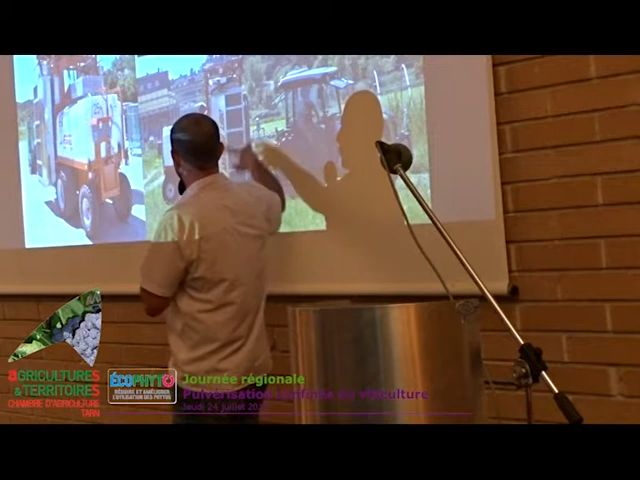 AGRICULTURES
& TERRITOIRES
CHAMBRE D'AGRICULTURE
TARN
ÉCOPHYTO
RÉDUIRE ET AMÉLIORER
L'UTILISATION DES PHYTOS
Journée régionale
Pulvérisation confinée en viticulture
Jeudi 24 juillet